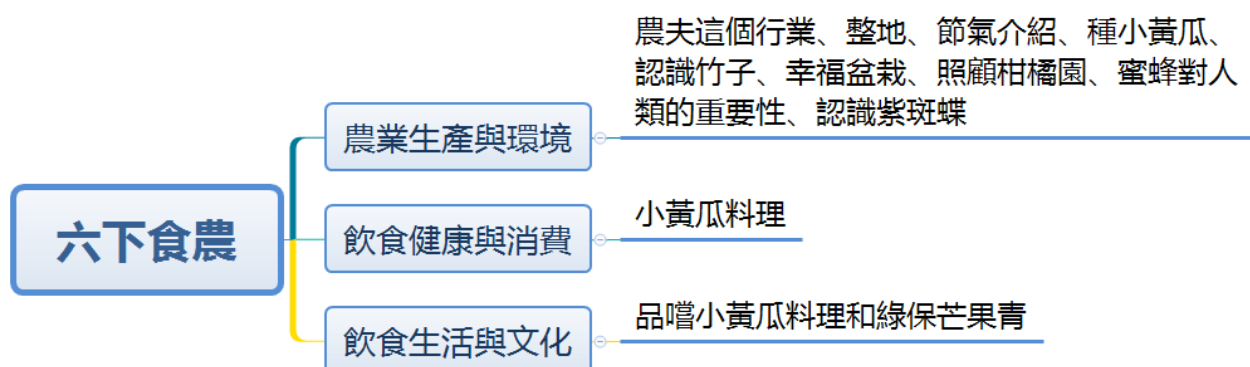 農夫這個行業、整地、節氣介紹、種小黃瓜、
認識竹子、幸福盆栽、照顧柑橘園、蜜蜂對人
類的重要性、認識紫斑蝶
農業生產與環境
六下食農
飲食健康與消費
小黃瓜料理
飲食生活與文化
品嚐小黃瓜料理和綠保芒果青